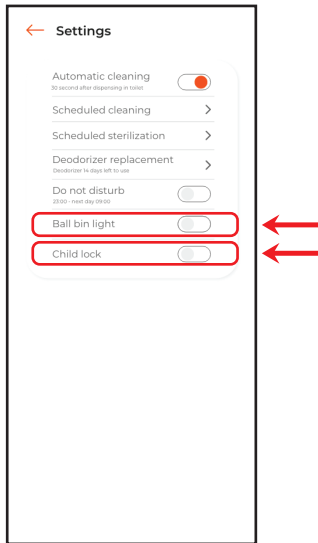 Settings
Automatic cleaning
30 second after dispensing in toilet
Scheduled cleaning
Scheduled sterilization
Deodorizer replacement
Deodorizer 14 days left to use
Do not disturb
23:00 - next day 09:00
Ball bin light
Child lock